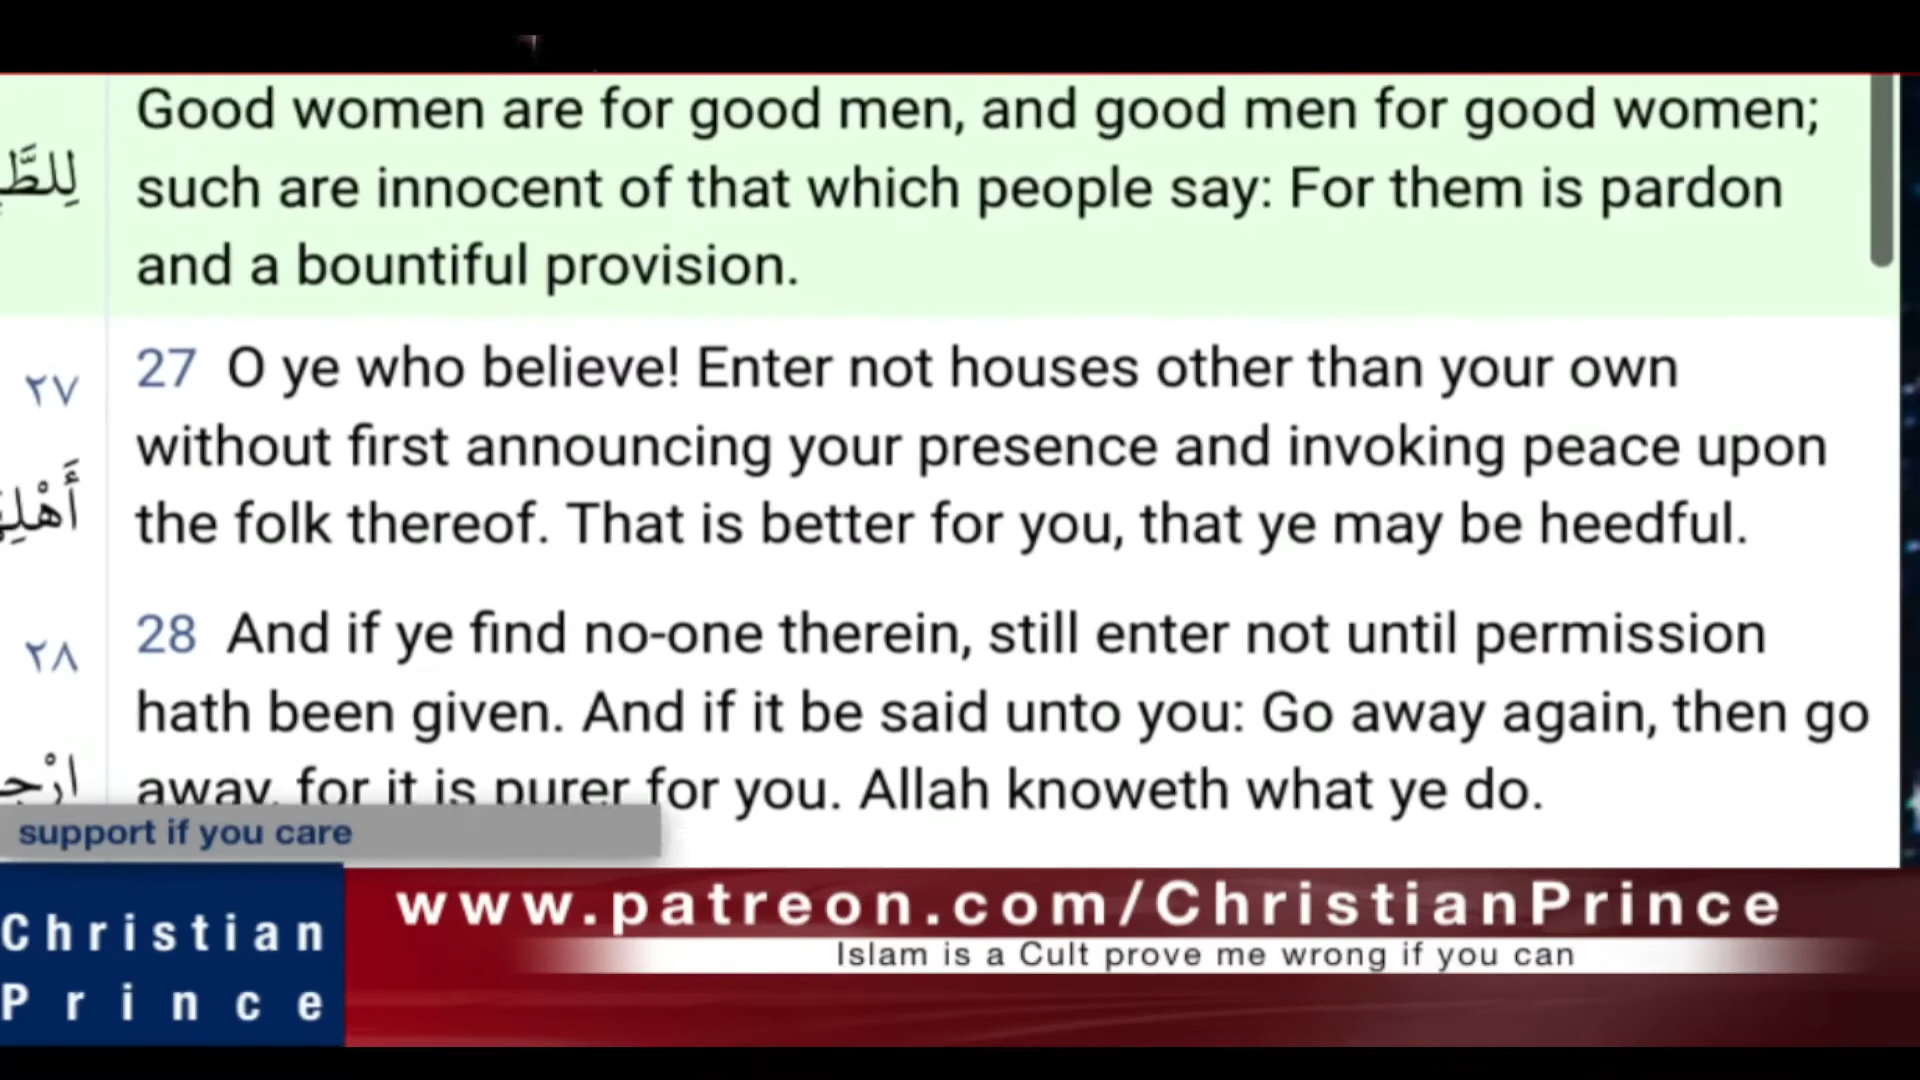 Good women are for good men, and good men for good women;
such are innocent of that which people say: For them is pardon
and a bountiful provision.
٢٧
27 O ye who believe! Enter not houses other than your own
without first announcing your presence and invoking peace upon
the folk thereof. That is better for you, that ye may be heedful.
٢٨
28 And if ye find no-one therein, still enter not until permission
hath been given. And if it be said unto you: Go away again, then go
away, for it is purer for you. Allah knoweth what ye do.
support if you care
Christian
Prince
www.patreon.com/ChristianPrince
Islam is a Cult prove me wrong if you can